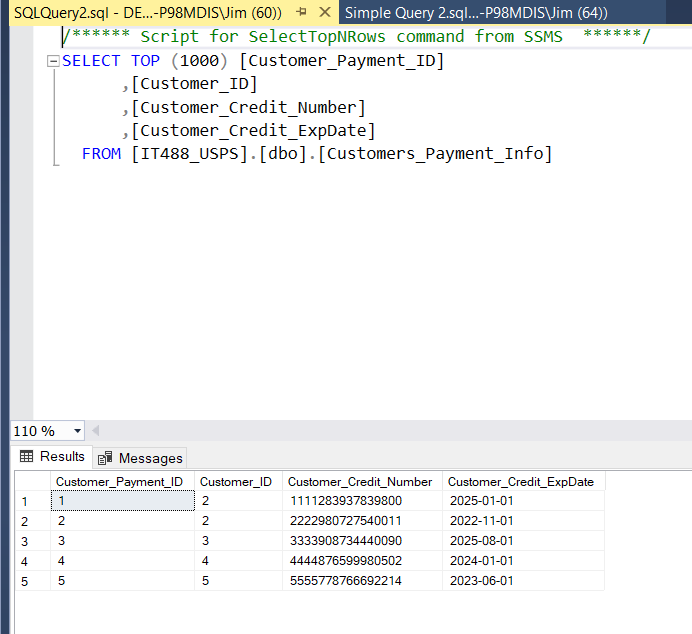 SQLQuery2.sql - DE...-P98MDIS\Jim (60)) Simple Query 2.sql...-P98MDIS\Jim (64))
/****** Script for SelectTopNRows command from SSMS  ******/
SELECT TOP (1000) [Customer_Payment_ID]
      ,[Customer_ID]
      ,[Customer_Credit_Number]
      ,[Customer_Credit_ExpDate]
  FROM [IT488_USPS].[dbo].[Customers_Payment_Info]
110 %
Results Messages
Customer_Payment_ID Customer_ID Customer_Credit_Number Customer_Credit_ExpDate
1 1 2 1111283937839800 2025-01-01
2 2 2 2222980727540011 2022-11-01
3 3 3 3333908734440090 2025-08-01
4 4 4 4444876599980502 2024-01-01
5 5 5 5555778766692214 2023-06-01